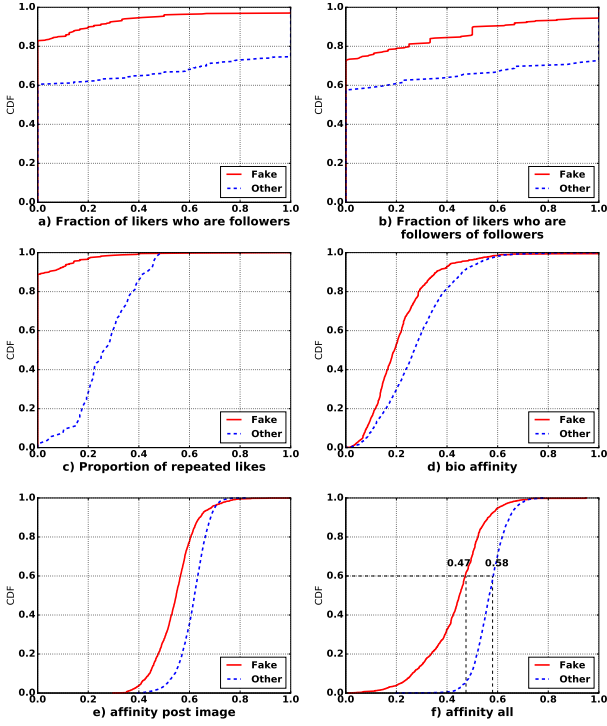 1.0
0.8
0.6
0.4
0.2
0.0
CDF
Fake
Other
0.0 0.2 0.4 0.6 0.8 1.0
a) Fraction of likers who are followers
1.0
0.8
0.6
0.4
0.2
0.0
CDF
Fake
Other
0.0 0.2 0.4 0.6 0.8 1.0
b) Fraction of likers who are
followers of followers
1.0
0.8
0.6
0.4
0.2
0.0
CDF
Fake
Other
0.0 0.2 0.4 0.6 0.8 1.0
c) Proportion of repeated likes
1.0
0.8
0.6
0.4
0.2
0.0
CDF
Fake
Other
0.0 0.2 0.4 0.6 0.8 1.0
d) bio affinity
1.0
0.8
0.6
0.4
0.2
0.0
CDF
Fake
Other
0.0 0.2 0.4 0.6 0.8 1.0
e) affinity post image
1.0
0.8
0.6
0.4
0.2
0.0
CDF
0.47 0.58
Fake
Other
0.0 0.2 0.4 0.6 0.8 1.0
f) affinity all